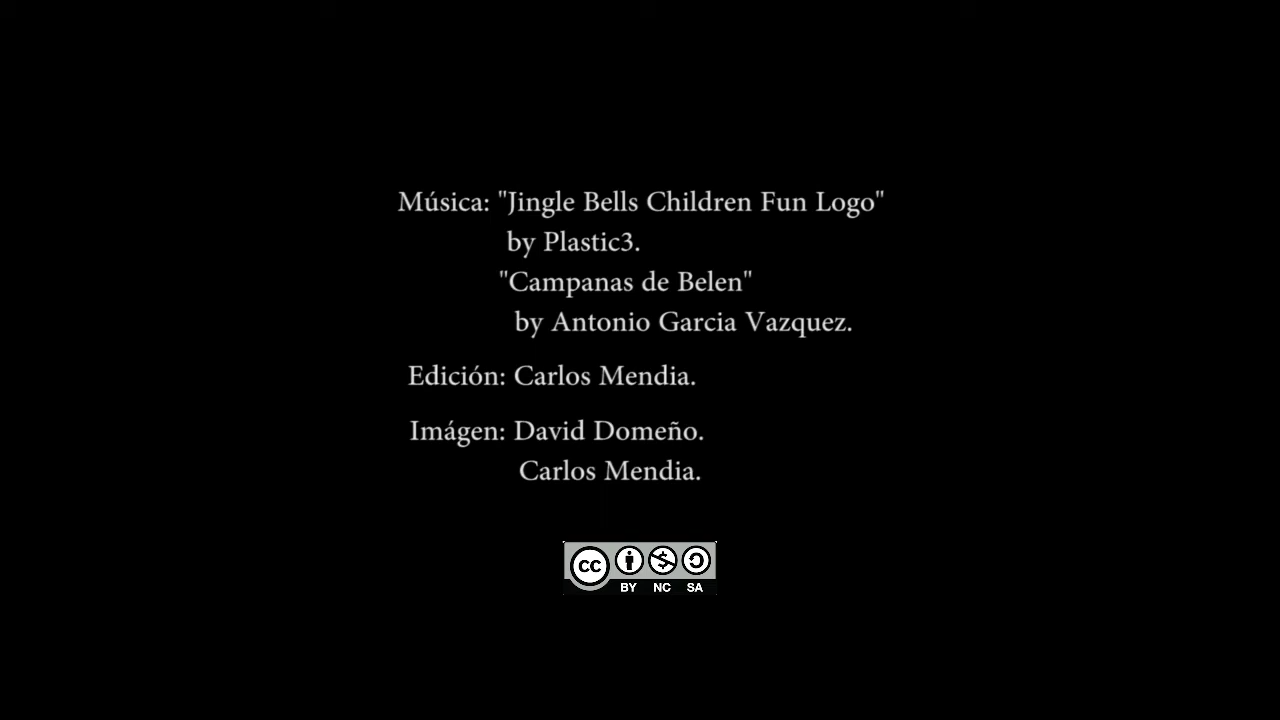 Música: "Jingle Bells Children Fun Logo"
by Plastic3.
"Campanas de Belen"
by Antonio Garcia Vazquez.
Edición: Carlos Mendia.
Imágen: David Domeño.
Carlos Mendia.
CC
BY NC SA